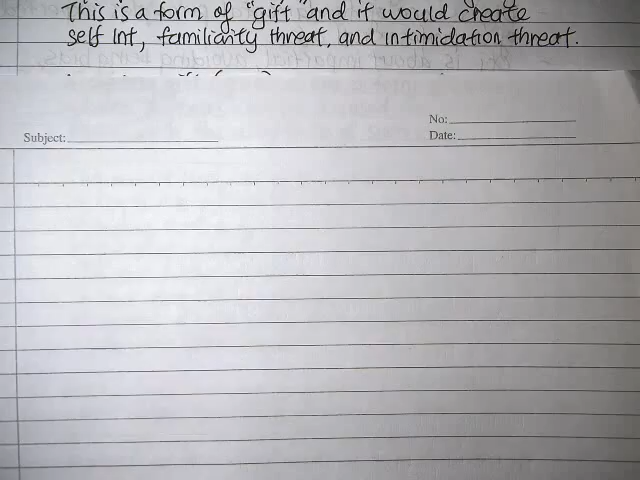 This is a form of "gift" and it would create
self Int, familiarity threat, and intimidation threat.
No:
Subject:
Date: